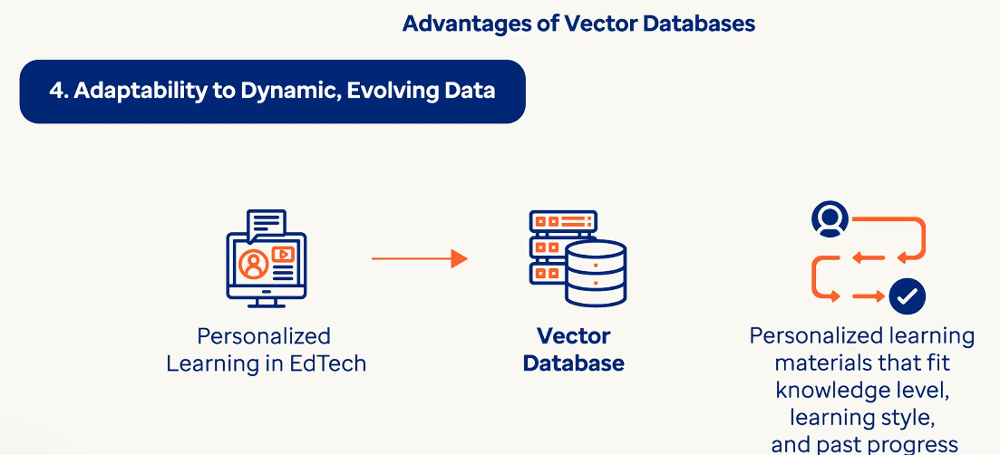 Advantages of Vector Databases
4. Adaptability to Dynamic, Evolving Data
Personalized
Learning in EdTech
Vector
Database
Personalized learning
materials that fit
knowledge level,
learning style,
and past progress